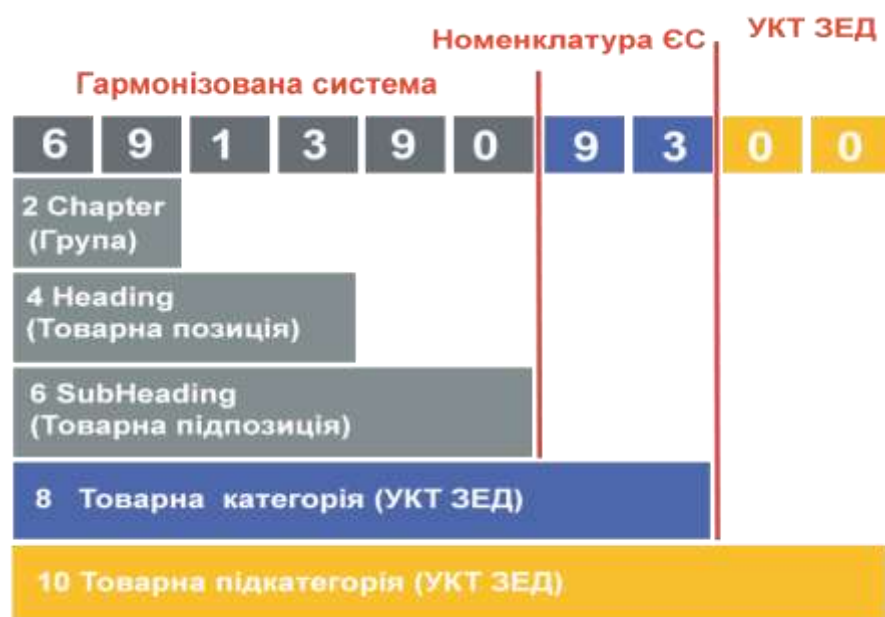 УКТ ЗЕД
Номенклатура ЄС
Гармонізована система
6 9 1 3 9 0 9 3 0 0
2 Chapter
(Група)
4 Heading
(Товарна позиція)
6 SubHeading
(Товарна підпозиція)
8 Товарна категорія (УКТ ЗЕД)
10 Товарна підкатегорія (УКТ ЗЕД)